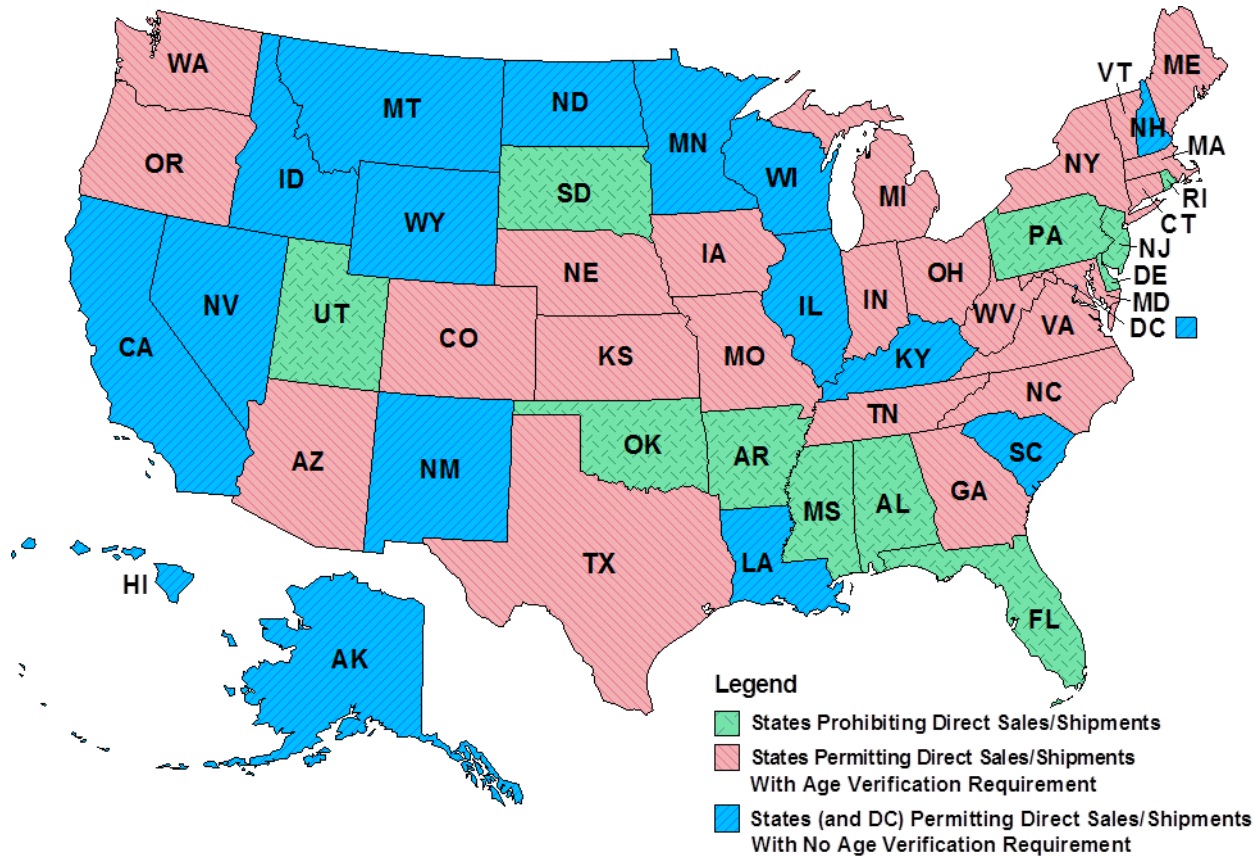 WA
MT
ND
MN
VT
ME
NH
MA
OR
ID
SD
WI
MI
NY
RI
CT
WY
PA
NJ
DE
MD
DC
IA
NE
OH
IN
IL
WV
VA
NV
UT
CO
CA
KS
MO
KY
NC
TN
AZ
NM
OK
AR
SC
MS
AL
GA
TX
LA
HI
FL
AK
Legend
States Prohibiting Direct Sales/Shipments
States Permitting Direct Sales/Shipments
With Age Verification Requirement
States (and DC) Permitting Direct Sales/Shipments
With No Age Verification Requirement